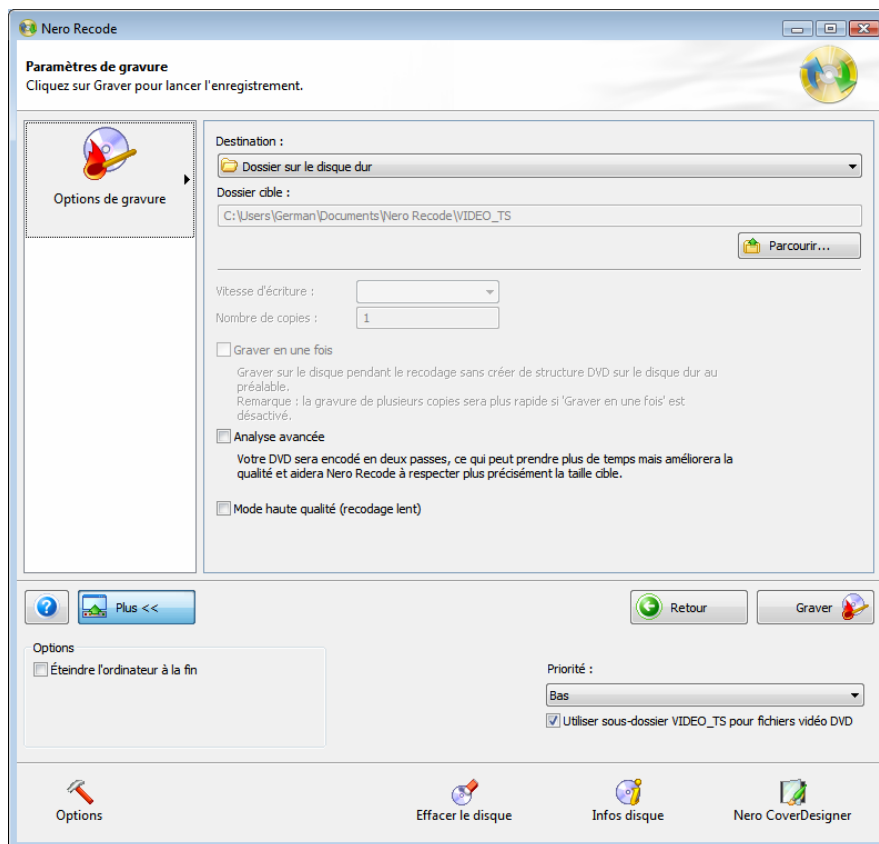 Nero Recode
Paramètres de gravure
Cliquez sur Graver pour lancer l'enregistrement.
Options de gravure
Destination :
Dossier sur le disque dur
Dossier cible :
C:\Users\German\Documents\Nero Recode\VIDEO_TS
Parcourir...
Vitesse d'écriture :
Nombre de copies :
1
Graver en une fois
Graver sur le disque pendant le recodage sans créer de structure DVD sur le disque dur au
préalable.
Remarque : la gravure de plusieurs copies sera plus rapide si 'Graver en une fois' est
désactivé.
Analyse avancée
Votre DVD sera encodé en deux passes, ce qui peut prendre plus de temps mais améliorera la
qualité et aidera Nero Recode à respecter plus précisément la taille cible.
Mode haute qualité (recodage lent)
Plus <<
Retour
Graver
Options
Éteindre l'ordinateur à la fin
Priorité :
Bas
Utiliser sous-dossier VIDEO_TS pour fichiers vidéo DVD
Options
Effacer le disque
Infos disque
Nero CoverDesigner